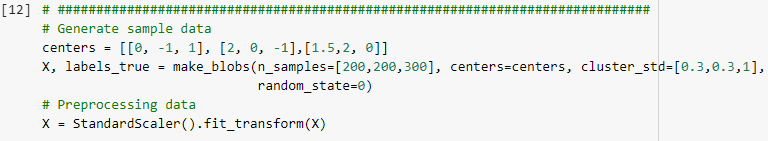 [12] # ############################################################################
# Generate sample data
centers = [[0, -1, 1], [2, 0, -1],[1.5,2, 0]]
X, labels_true = make_blobs(n_samples=[200,200,300], centers=centers, cluster_std=[0.3,0.3,1],
random_state=0)
# Preprocessing data
X = StandardScaler().fit_transform(X)